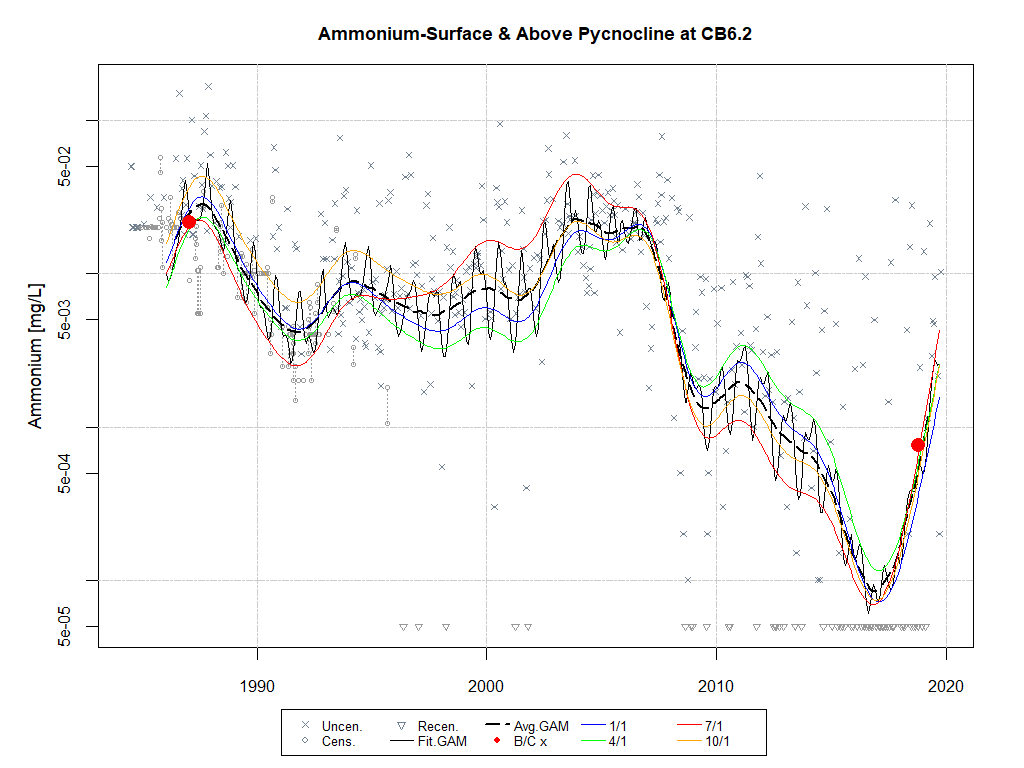 Ammonium-Surface & Above Pycnocline at CB6.2
Ammonium [mg/L]
5e-02
5e-03
5e-04
5e-05
1990 2000 2010 2020
Uncen. Recen. Avg.GAM 1/1 7/1
Cens. Fit.GAM B/C x 4/1 10/1